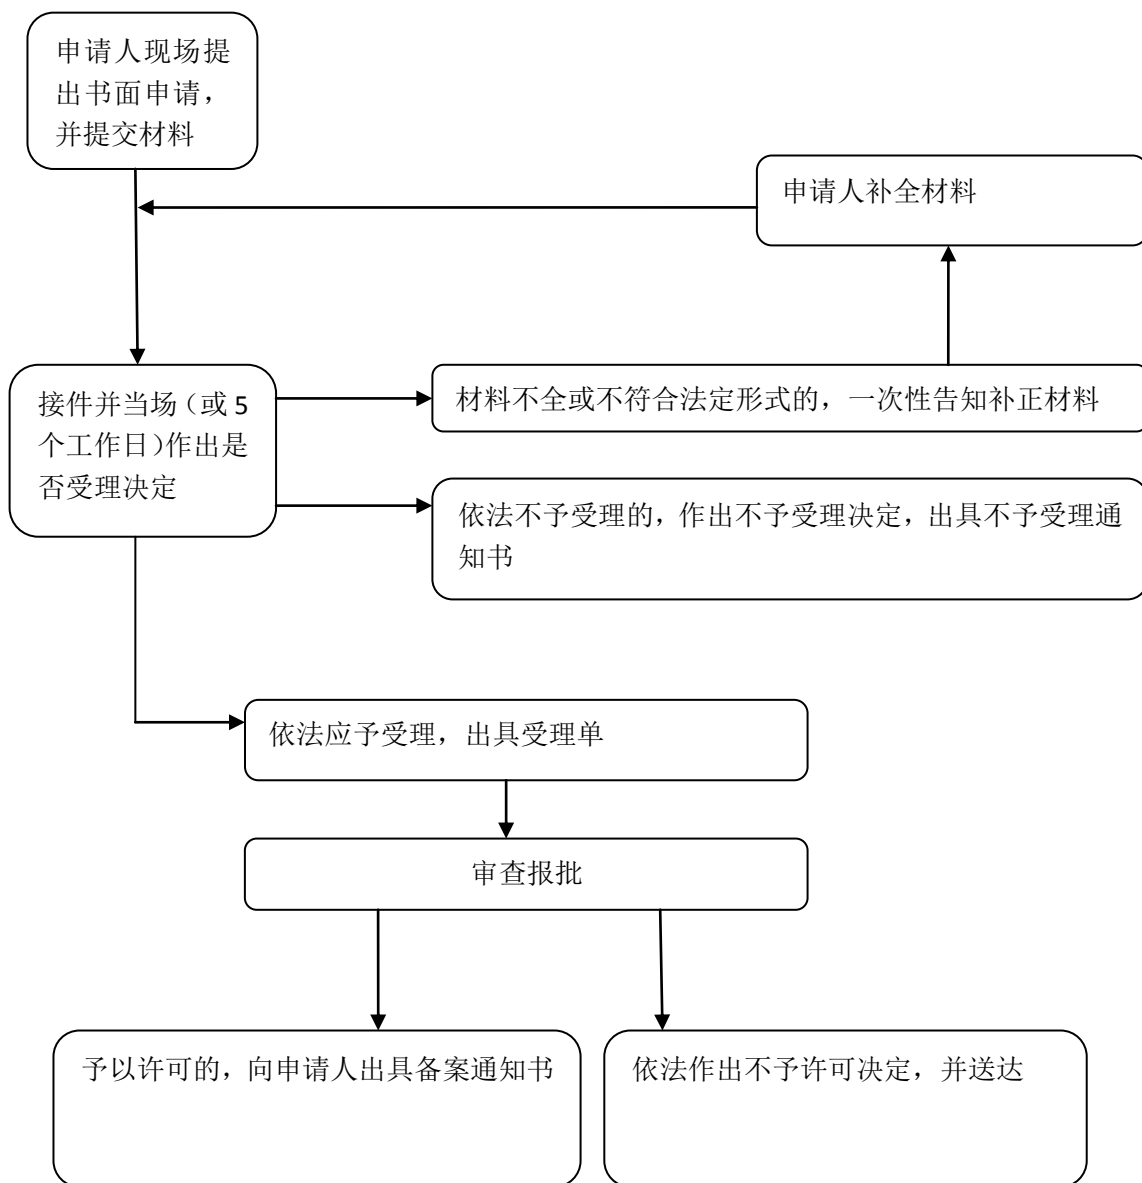 申请人现场提
出书面申请，
并提交材料
申请人补全材料
接件并当场（或 5
个工作日）作出是
否受理决定
材料不全或不符合法定形式的，一次性告知补正材料
依法不予受理的，作出不予受理决定，出具不予受理通
知书
依法应予受理，出具受理单
审查报批
予以许可的，向申请人出具备案通知书
依法作出不予许可决定，并送达